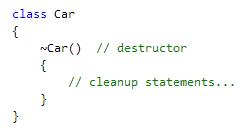 class Car
{
    ~Car()  // destructor
    {
        // cleanup statements...
    }
}